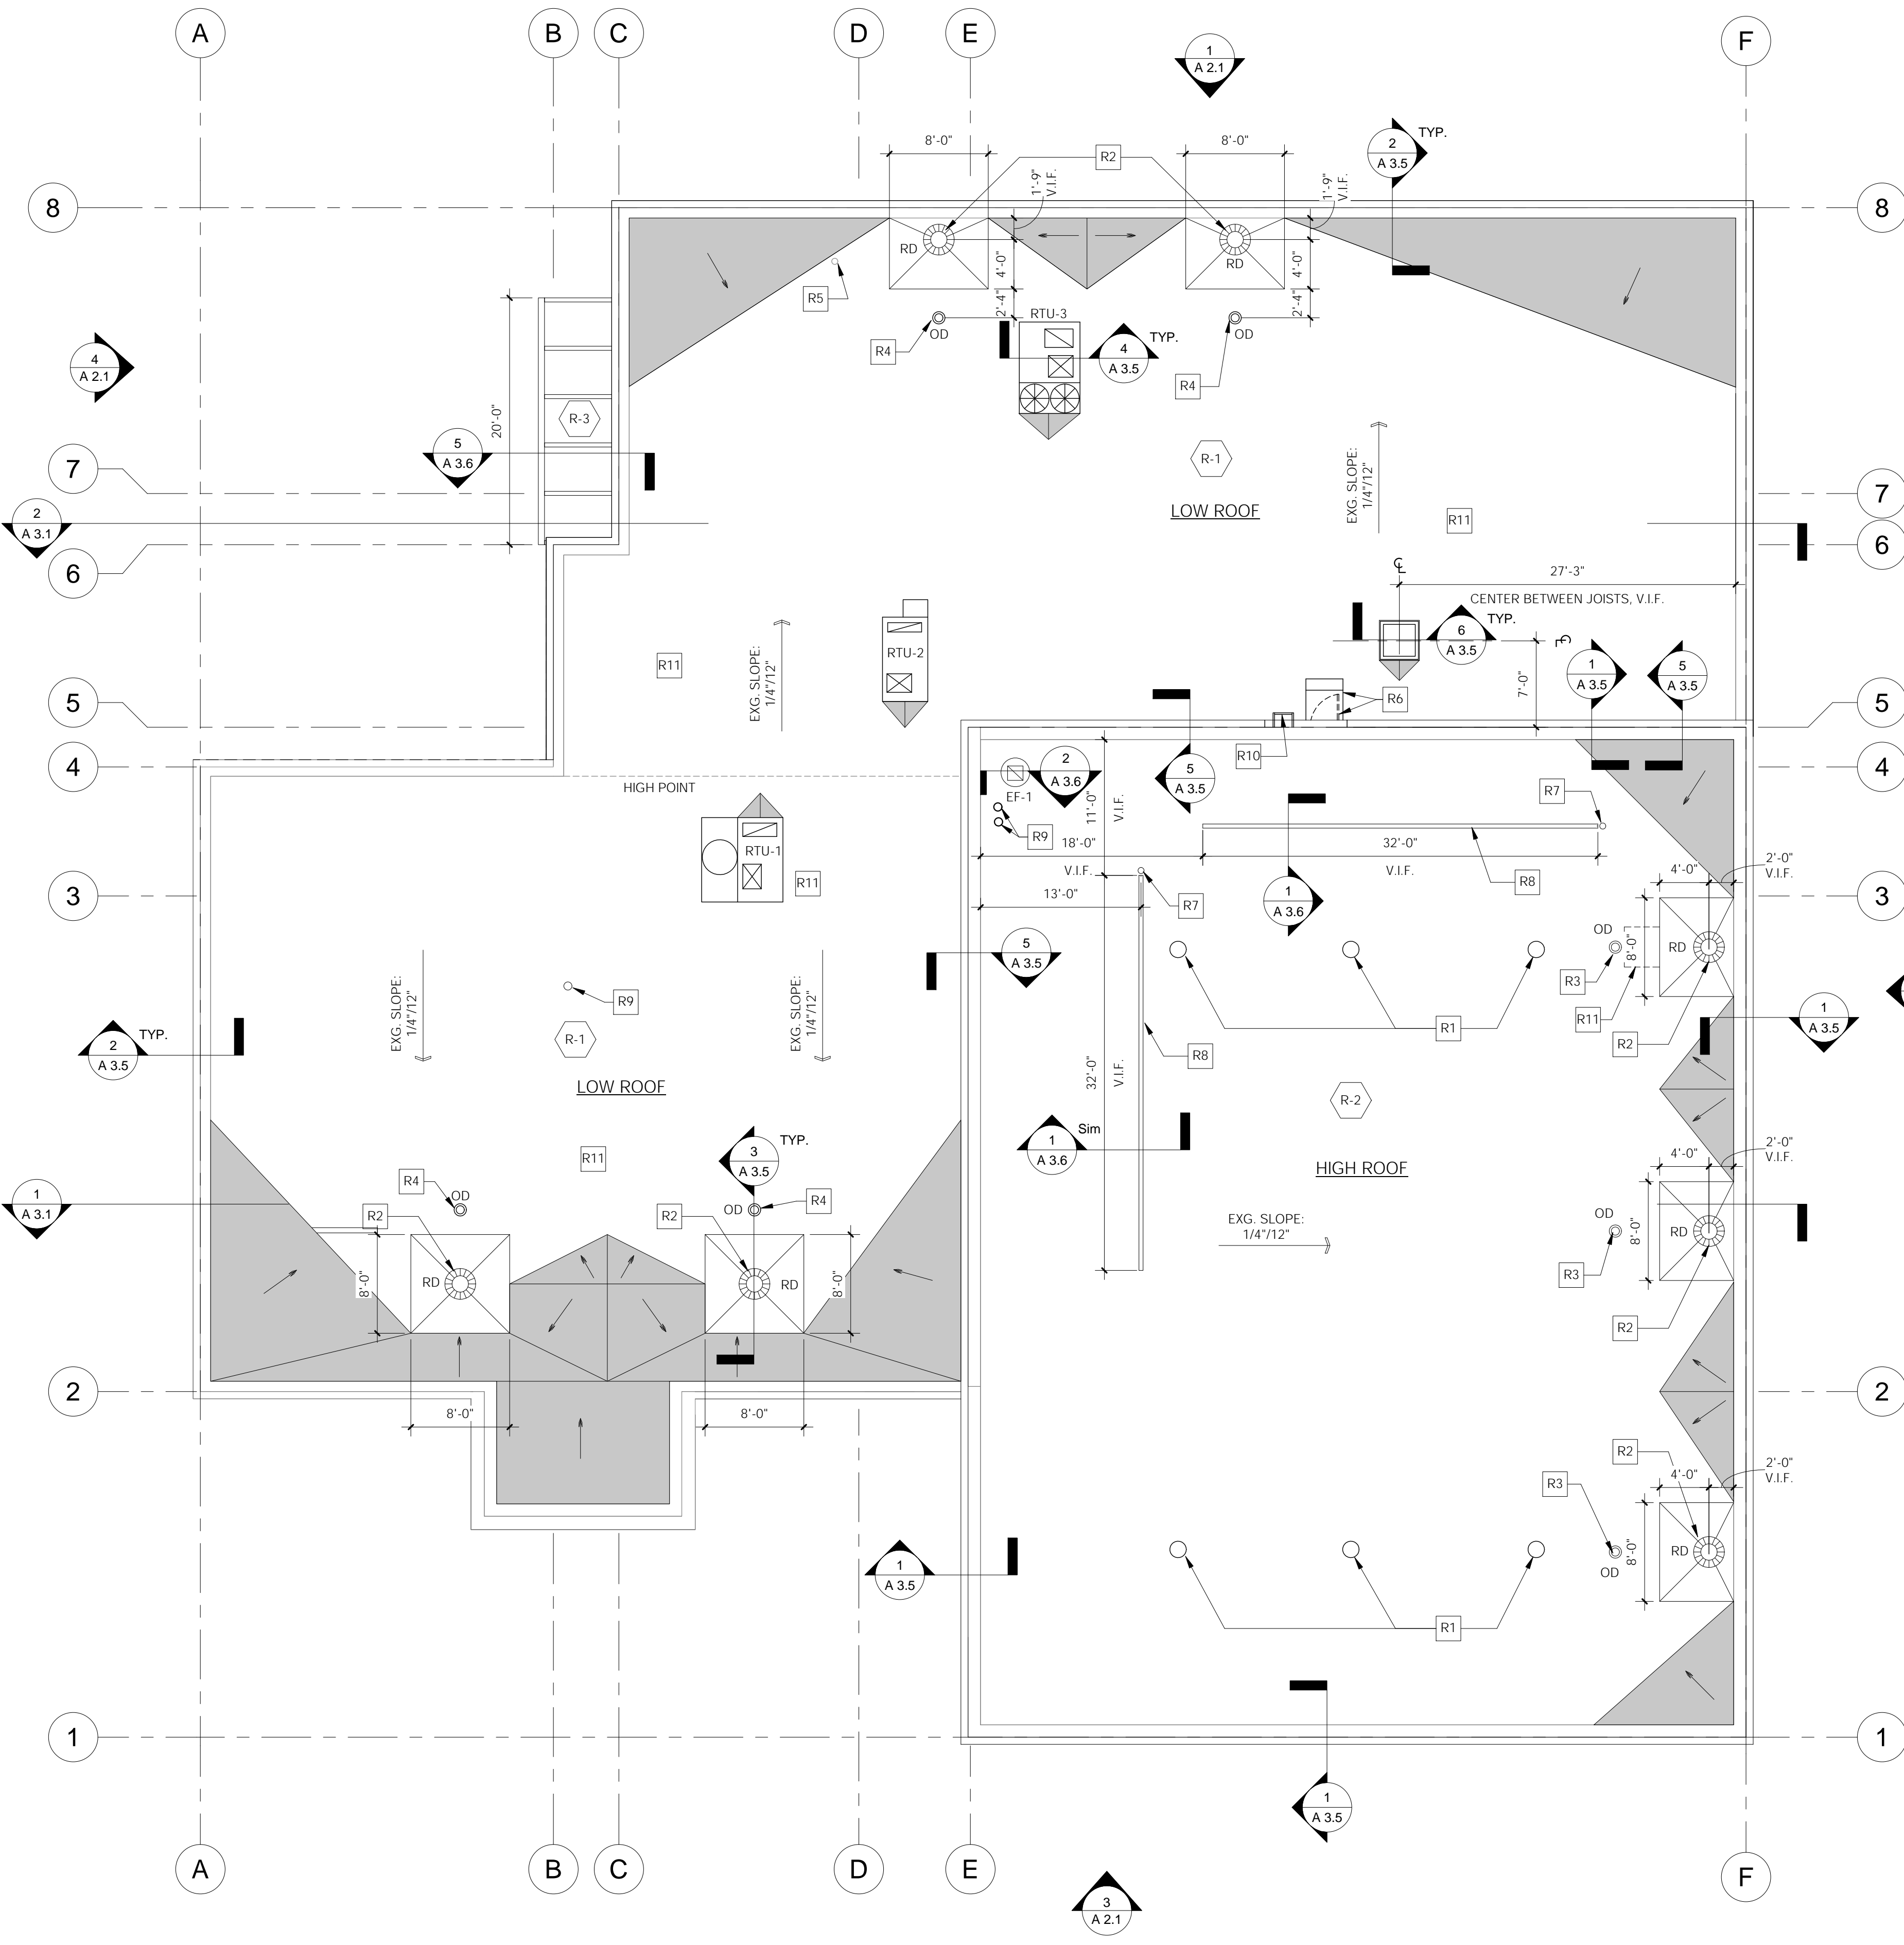 A
B
C
D
E
F
1
A 2.1
2
A 3.5
TYP.
8'-0"
R2
8'-0"
1'-9"
V.I.F.
1'-9"
V.I.F.
8
8
RD
RD
4'-0"
4'-0"
R5
2'-4"
2'-4"
RTU-3
OD
OD
R4
R4
4
A 3.5
TYP.
4
A 2.1
20'-0"
R-3
5
A 3.6
R-1
LOW ROOF
EXG. SLOPE:
1/4"/12"
R11
7
7
2
A 3.1
6
6
27'-3"
CENTER BETWEEN JOISTS, V.I.F.
6
A 3.5
TYP.
RTU-2
R11
EXG. SLOPE:
1/4"/12"
7'-0"
1
A 3.5
5
A 3.5
R6
5
5
R10
4
4
HIGH POINT
2
A 3.6
EF-1
R9
11'-0"
V.I.F.
5
A 3.5
R7
18'-0"
V.I.F.
32'-0"
V.I.F.
R8
RTU-1
R11
3
3
13'-0"
R7
1
A 3.6
4'-0"
2'-0"
V.I.F.
8'-0"
OD
RD
R3
R11
R2
5
A 3.5
R9
R-1
LOW ROOF
EXG. SLOPE:
1/4"/12"
EXG. SLOPE:
1/4"/12"
2
A 3.5
TYP.
R1
1
A 3.5
32'-0"
V.I.F.
R8
R-2
HIGH ROOF
1
A 3.6
Sim
3
A 3.5
TYP.
R11
R4
OD
R4
OD
R2
R2
1
A 3.1
EXG. SLOPE:
1/4"/12"
4'-0"
2'-0"
V.I.F.
8'-0"
OD
RD
R3
R2
8'-0"
RD
RD
8'-0"
2
2
8'-0"
8'-0"
R2
4'-0"
2'-0"
V.I.F.
R3
8'-0"
RD
OD
1
A 3.5
R1
1
1
1
A 3.5
A
B
C
D
E
F
3
A 2.1